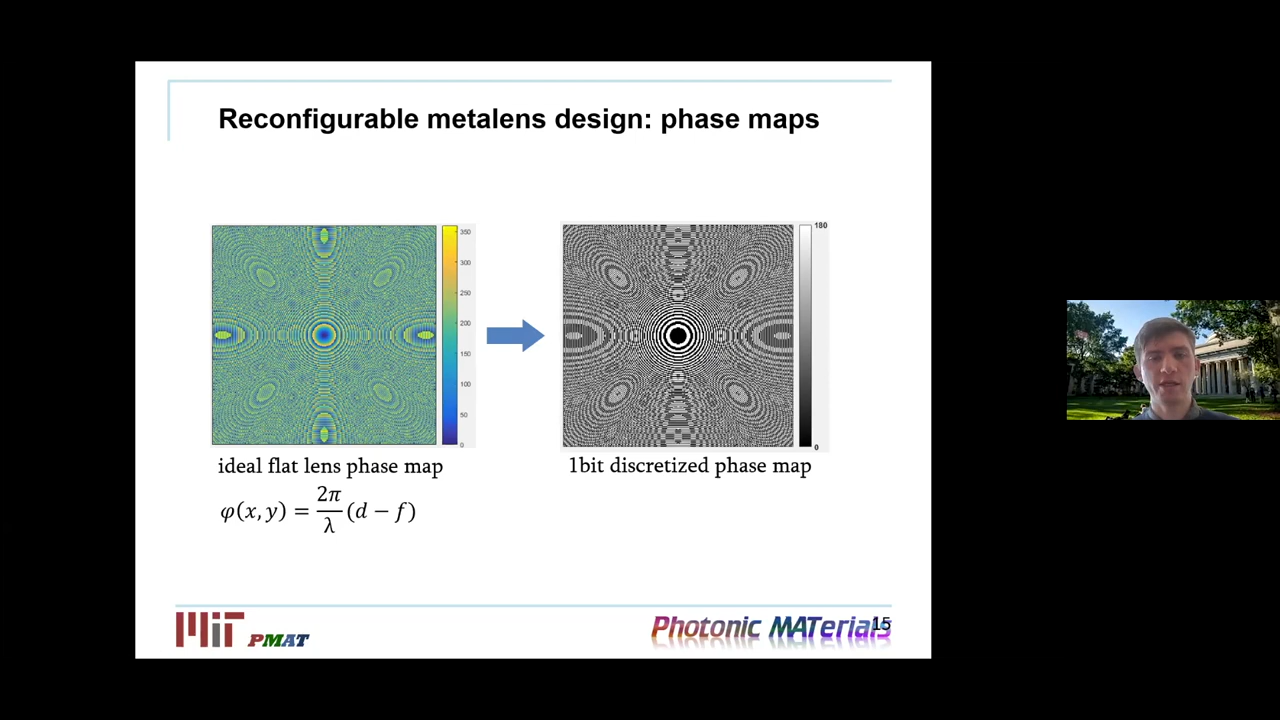 Reconfigurable metalens design: phase maps
350
300
250
200
150
100
50
0
180
0
ideal flat lens phase map
1bit discretized phase map
φ(x, y) = 2π/λ (d − f)
MIT PMAT
Photonic MATerials
15